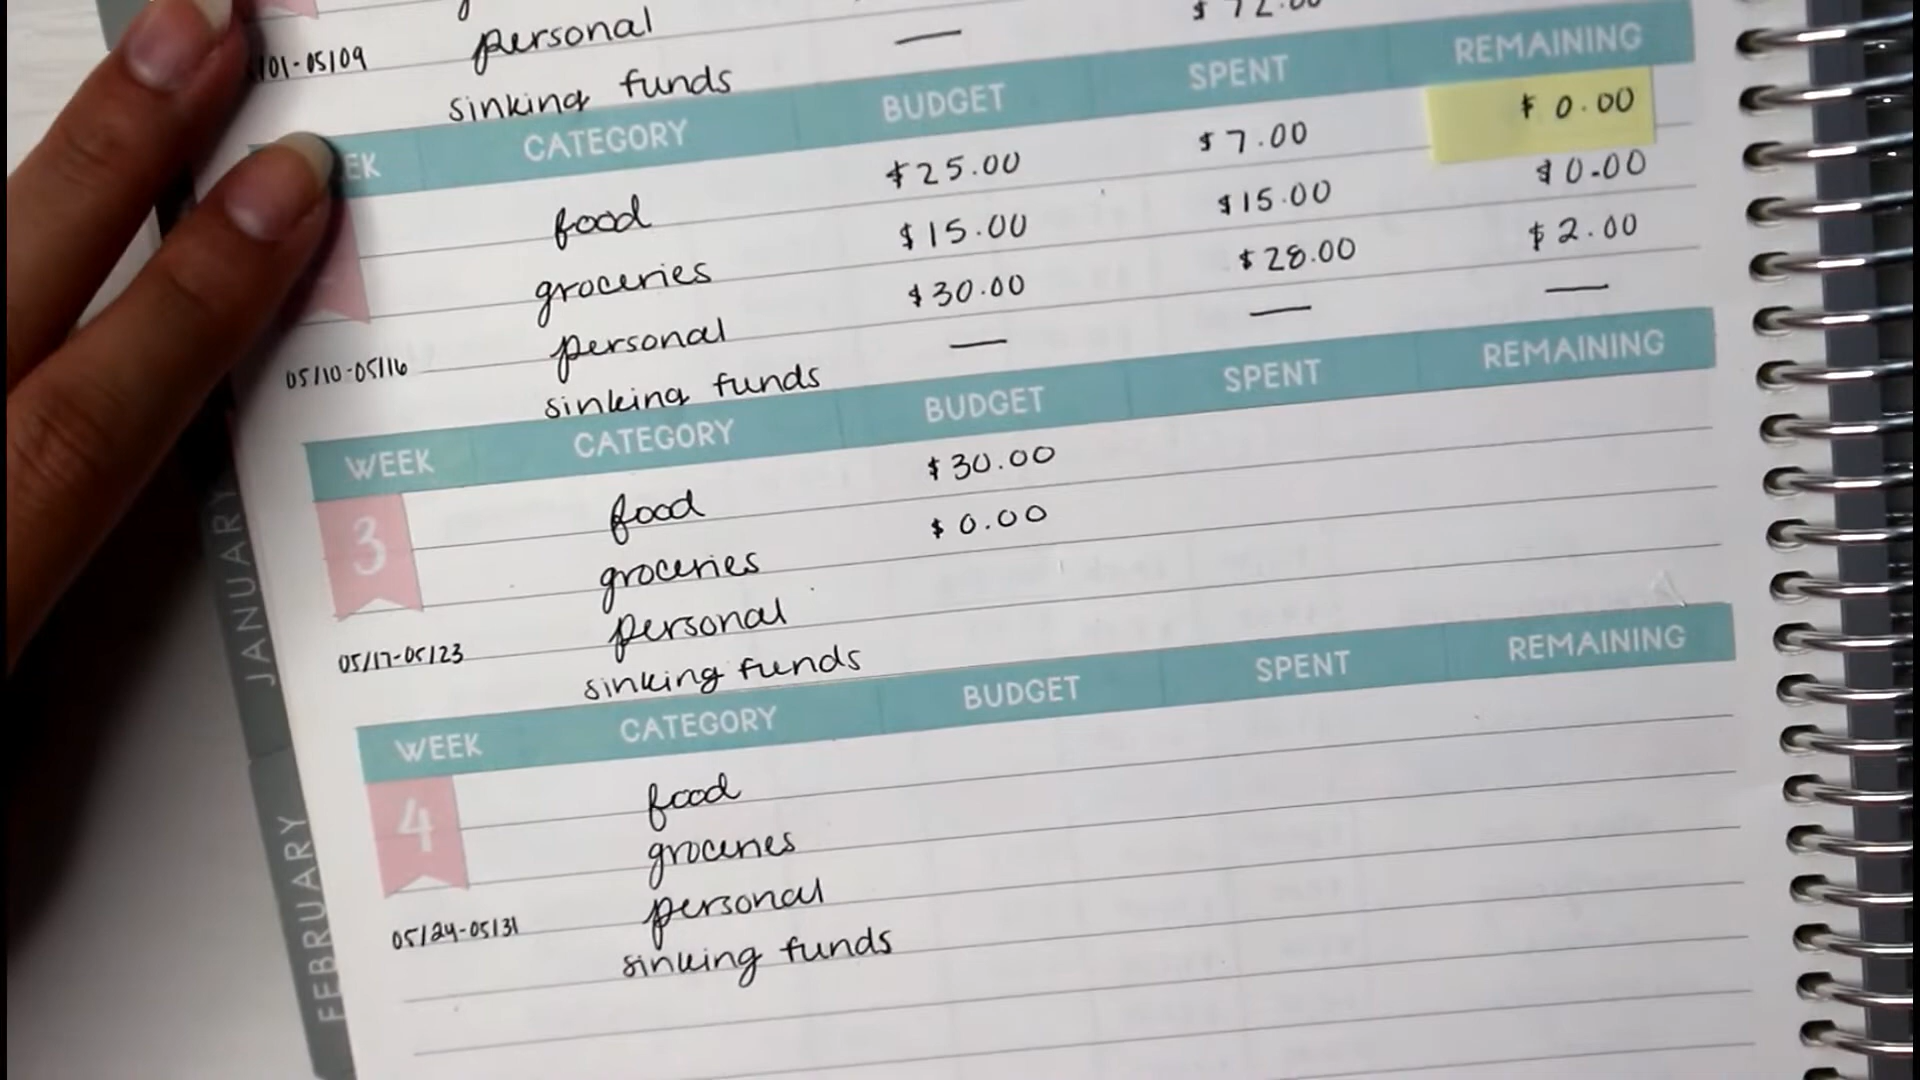 personal —
01-05/09
sinking funds
EK CATEGORY BUDGET SPENT REMAINING
food $25.00 $7.00 $0.00
groceries $15.00 $15.00 $0.00
personal $30.00 $28.00 $2.00
05/10-05/16
sinking funds — — —
WEEK CATEGORY BUDGET SPENT REMAINING
3
food $30.00
groceries $0.00
personal
05/17-05/23
sinking funds
WEEK CATEGORY BUDGET SPENT REMAINING
4
food
groceries
personal
05/24-05/31
sinking funds
JANUARY
FEBRUARY